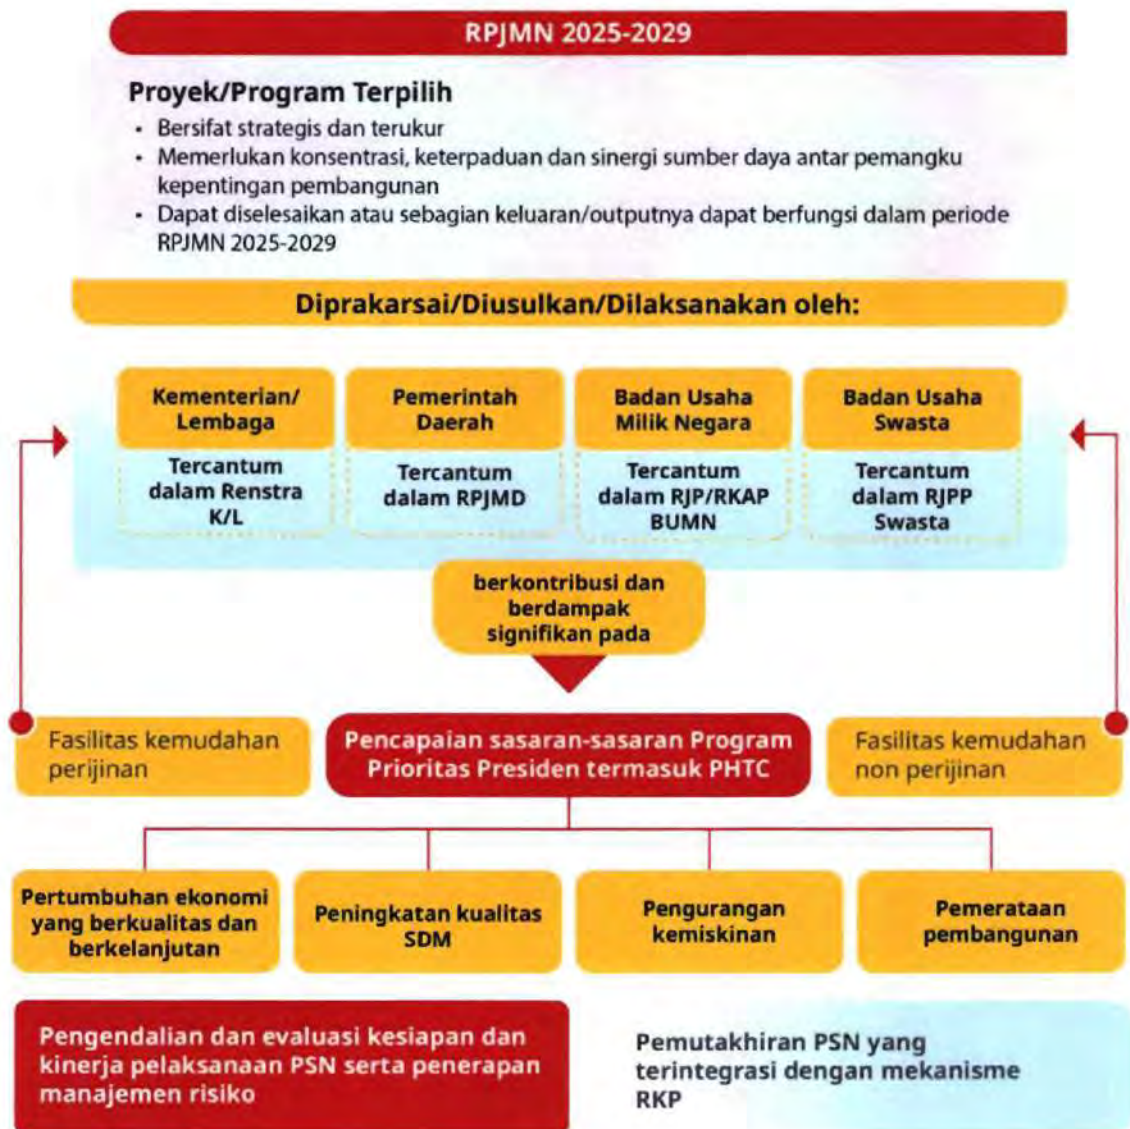 RPJMN 2025-2029
Proyek/Program Terpilih
• Bersifat strategis dan terukur
• Memerlukan konsentrasi, keterpaduan dan sinergi sumber daya antar pemangku
kepentingan pembangunan
• Dapat diselesaikan atau sebagian keluaran/outputnya dapat berfungsi dalam periode
RPJMN 2025-2029
Diprakarsai/Diusulkan/Dilaksanakan oleh:
Kementerian/
Lembaga
Tercantum
dalam Renstra
K/L
Pemerintah
Daerah
Tercantum
dalam RPJMD
Badan Usaha
Milik Negara
Tercantum
dalam RJP/RKAP
BUMN
Badan Usaha
Swasta
Tercantum
dalam RJPP
Swasta
berkontribusi dan
berdampak
signifikan pada
Fasilitas kemudahan
perijinan
Pencapaian sasaran-sasaran Program
Prioritas Presiden termasuk PHTC
Fasilitas kemudahan
non perijinan
Pertumbuhan ekonomi
yang berkualitas dan
berkelanjutan
Peningkatan kualitas
SDM
Pengurangan
kemiskinan
Pemerataan
pembangunan
Pengendalian dan evaluasi kesiapan dan
kinerja pelaksanaan PSN serta penerapan
manajemen risiko
Pemutakhiran PSN yang
terintegrasi dengan mekanisme
RKP